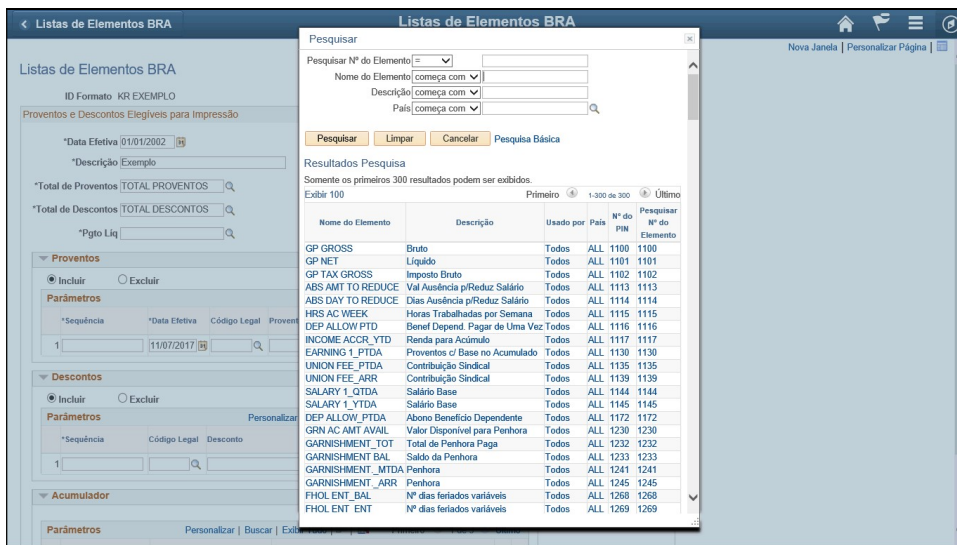 Listas de Elementos BRA
Listas de Elementos BRA
Nova Janela | Personalizar Página |
Listas de Elementos BRA
ID Formato KR EXEMPLO
Proventos e Descontos Elegíveis para Impressão
*Data Efetiva 01/01/2002
*Descrição Exemplo
*Total de Proventos TOTAL PROVENTOS
*Total de Descontos TOTAL DESCONTOS
*Pgto Liq
Proventos
Incluir Excluir
Parâmetros
*Sequência *Data Efetiva Código Legal Provent
1 11/07/2017
Descontos
Incluir Excluir
Parâmetros Personalizar
*Sequência Código Legal Desconto
1
Acumulador
Parâmetros Personalizar | Buscar |
Pesquisar
Pesquisar Nº do Elemento =
Nome do Elemento começa com
Descrição começa com
País começa com
Pesquisar Limpar Cancelar Pesquisa Básica
Resultados Pesquisa
Somente os primeiros 300 resultados podem ser exibidos.
Exibir 100 Primeiro 1-300 de 300 Último
Nome do Elemento Descrição Usado por País Nº do PIN Pesquisar Nº do Elemento
GP GROSS Bruto Todos ALL 1100 1100
GP NET Líquido Todos ALL 1101 1101
GP TAX GROSS Imposto Bruto Todos ALL 1102 1102
ABS AMT TO REDUCE Val Ausência p/Reduz Salário Todos ALL 1113 1113
ABS DAY TO REDUCE Dias Ausência p/Reduz Salário Todos ALL 1114 1114
HRS AC WEEK Horas Trabalhadas por Semana Todos ALL 1115 1115
DEP ALLOW PTD Benef Depend. Pagar de Uma Vez Todos ALL 1116 1116
INCOME ACCR_YTD Renda para Acúmulo Todos ALL 1117 1117
EARNING 1_PTDA Proventos c/ Base no Acumulado Todos ALL 1130 1130
UNION FEE_PTDA Contribuição Sindical Todos ALL 1135 1135
UNION FEE_ARR Contribuição Sindical Todos ALL 1139 1139
SALARY 1_QTDA Salário Base Todos ALL 1144 1144
SALARY 1_YTDA Salário Base Todos ALL 1145 1145
DEP ALLOW_PTDA Abono Benefício Dependente Todos ALL 1172 1172
GRN AC AMT AVAIL Valor Disponível para Penhora Todos ALL 1230 1230
GARNISHMENT_TOT Total de Penhora Paga Todos ALL 1232 1232
GARNISHMENT BAL Saldo da Penhora Todos ALL 1233 1233
GARNISHMENT._MTDA Penhora Todos ALL 1241 1241
GARNISHMENT._ARR Penhora Todos ALL 1245 1245
FHOL ENT_BAL Nº dias feriados variáveis Todos ALL 1268 1268
FHOL ENT_ENT Nº dias feriados variáveis Todos ALL 1269 1269